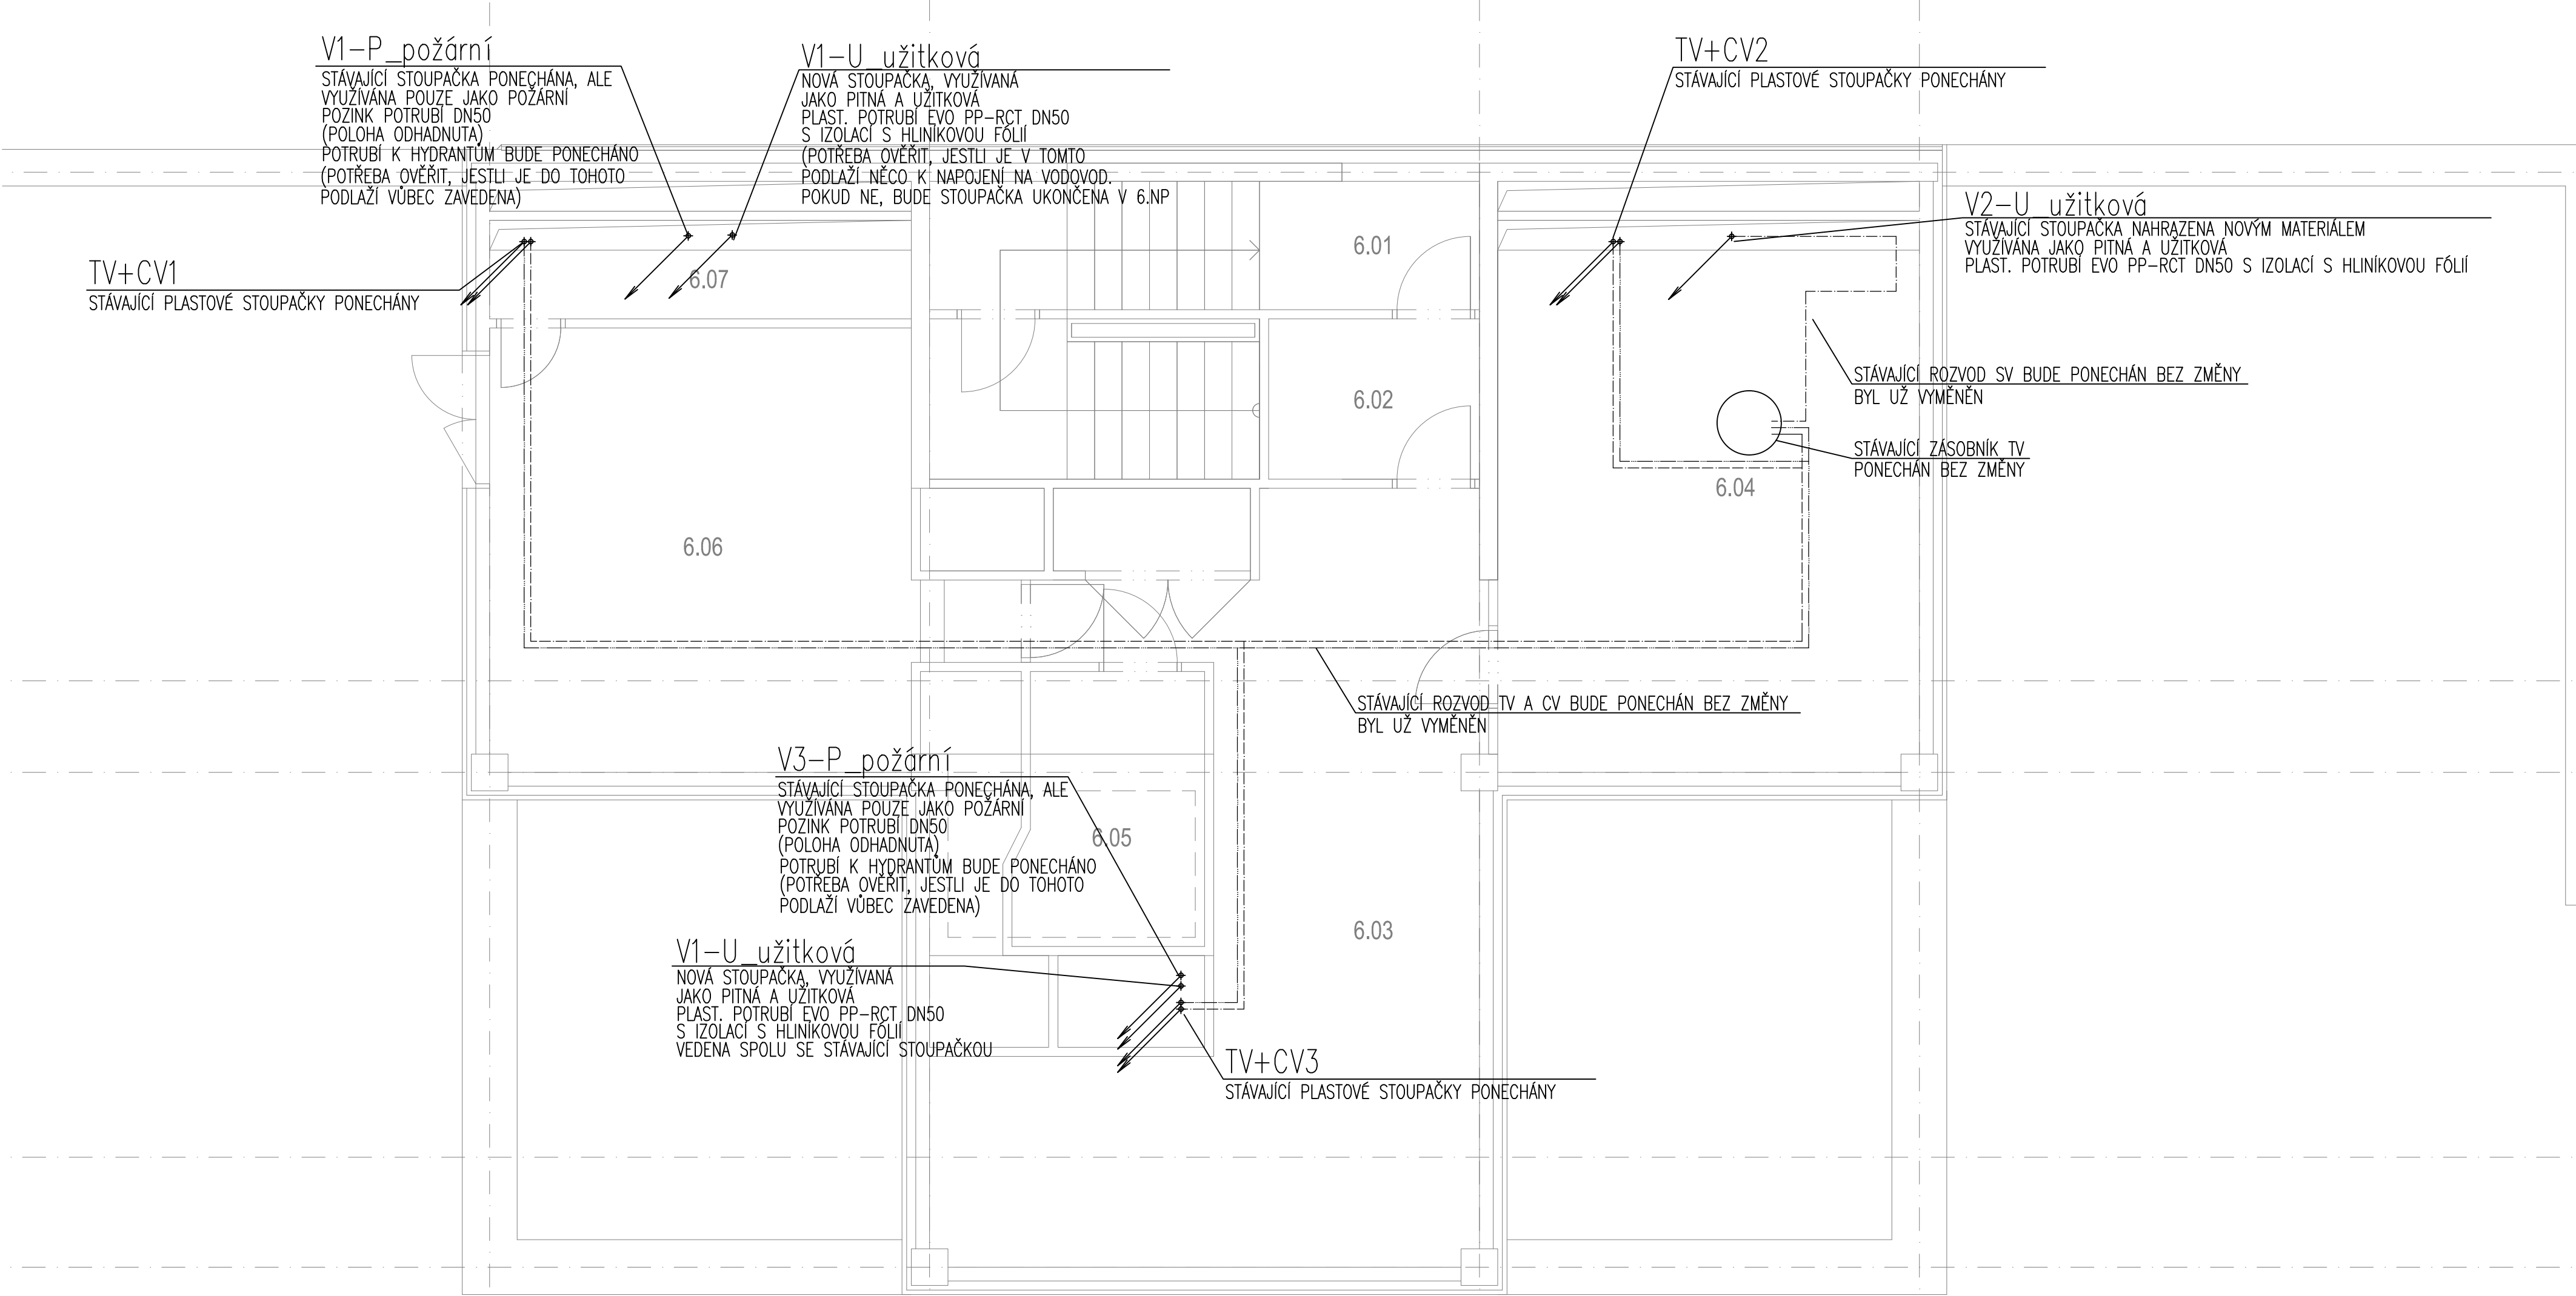 V1-P_požární
STÁVAJÍCÍ STOUPAČKA PONECHÁNA, ALE
VYUŽÍVÁNA POUZE JAKO POŽÁRNÍ
POZINK POTRUBÍ DN50
(POLOHA ODHADNUTA)
POTRUBÍ K HYDRANTŮM BUDE PONECHÁNO
(POTŘEBA OVĚŘIT, JESTLI JE DO TOHOTO
PODLAŽÍ VŮBEC ZAVEDENA)
V1-U_užitková
NOVÁ STOUPAČKA, VYUŽÍVANÁ
JAKO PITNÁ A UŽITKOVÁ
PLAST. POTRUBÍ EVO PP-RCT DN50
S IZOLACÍ S HLINÍKOVOU FÓLIÍ
(POTŘEBA OVĚŘIT, JESTLI JE V TOMTO
PODLAŽÍ NĚCO K NAPOJENÍ NA VODOVOD.
POKUD NE, BUDE STOUPAČKA UKONČENA V 6.NP
TV+CV2
STÁVAJÍCÍ PLASTOVÉ STOUPAČKY PONECHÁNY
V2-U_užitková
STÁVAJÍCÍ STOUPAČKA NAHRAZENA NOVÝM MATERIÁLEM
VYUŽÍVÁNA JAKO PITNÁ A UŽITKOVÁ
PLAST. POTRUBÍ EVO PP-RCT DN50 S IZOLACÍ S HLINÍKOVOU FÓLIÍ
TV+CV1
STÁVAJÍCÍ PLASTOVÉ STOUPAČKY PONECHÁNY
6.07
6.01
6.02
STÁVAJÍCÍ ROZVOD SV BUDE PONECHÁN BEZ ZMĚNY
BYL UŽ VYMĚNĚN
STÁVAJÍCÍ ZÁSOBNÍK TV
PONECHÁN BEZ ZMĚNY
6.04
6.06
STÁVAJÍCÍ ROZVOD TV A CV BUDE PONECHÁN BEZ ZMĚNY
BYL UŽ VYMĚNĚN
V3-P_požární
STÁVAJÍCÍ STOUPAČKA PONECHÁNA, ALE
VYUŽÍVÁNA POUZE JAKO POŽÁRNÍ
POZINK POTRUBÍ DN50
(POLOHA ODHADNUTA)
POTRUBÍ K HYDRANTŮM BUDE PONECHÁNO
(POTŘEBA OVĚŘIT, JESTLI JE DO TOHOTO
PODLAŽÍ VŮBEC ZAVEDENA)
6.05
6.03
V1-U_užitková
NOVÁ STOUPAČKA, VYUŽÍVANÁ
JAKO PITNÁ A UŽITKOVÁ
PLAST. POTRUBÍ EVO PP-RCT DN50
S IZOLACÍ S HLINÍKOVOU FÓLIÍ
VEDENA SPOLU SE STÁVAJÍCÍ STOUPAČKOU
TV+CV3
STÁVAJÍCÍ PLASTOVÉ STOUPAČKY PONECHÁNY